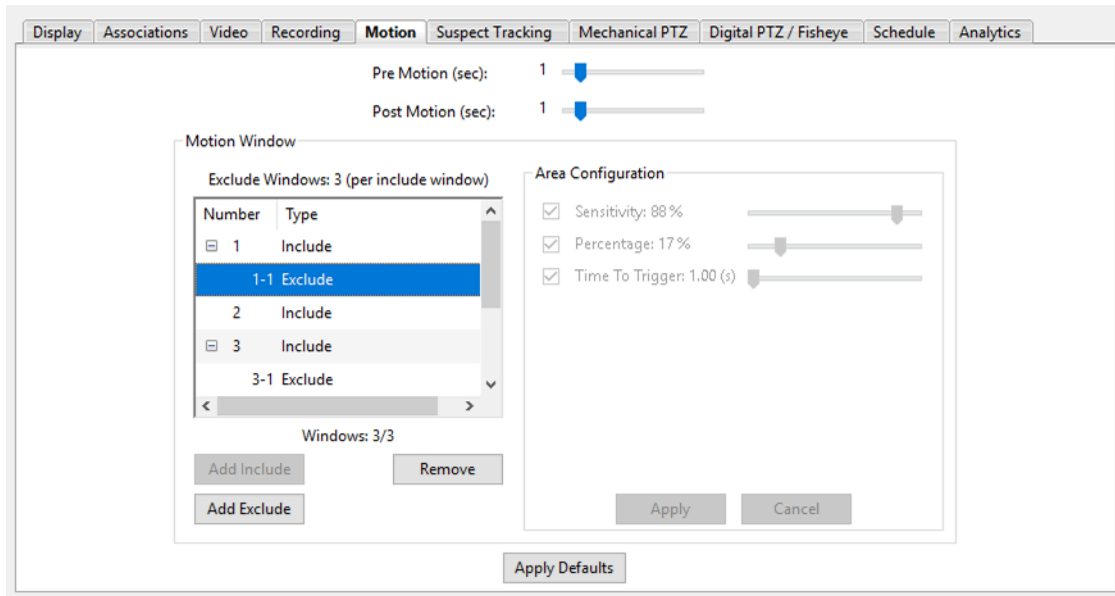 Display Associations Video Recording Motion Suspect Tracking Mechanical PTZ Digital PTZ / Fisheye Schedule Analytics
Pre Motion (sec): 1
Post Motion (sec): 1
Motion Window
Exclude Windows: 3 (per include window)
Number Type
1 Include
1-1 Exclude
2 Include
3 Include
3-1 Exclude
Windows: 3/3
Add Include Remove
Add Exclude
Area Configuration
Sensitivity: 88 %
Percentage: 17 %
Time To Trigger: 1.00 (s)
Apply Cancel
Apply Defaults